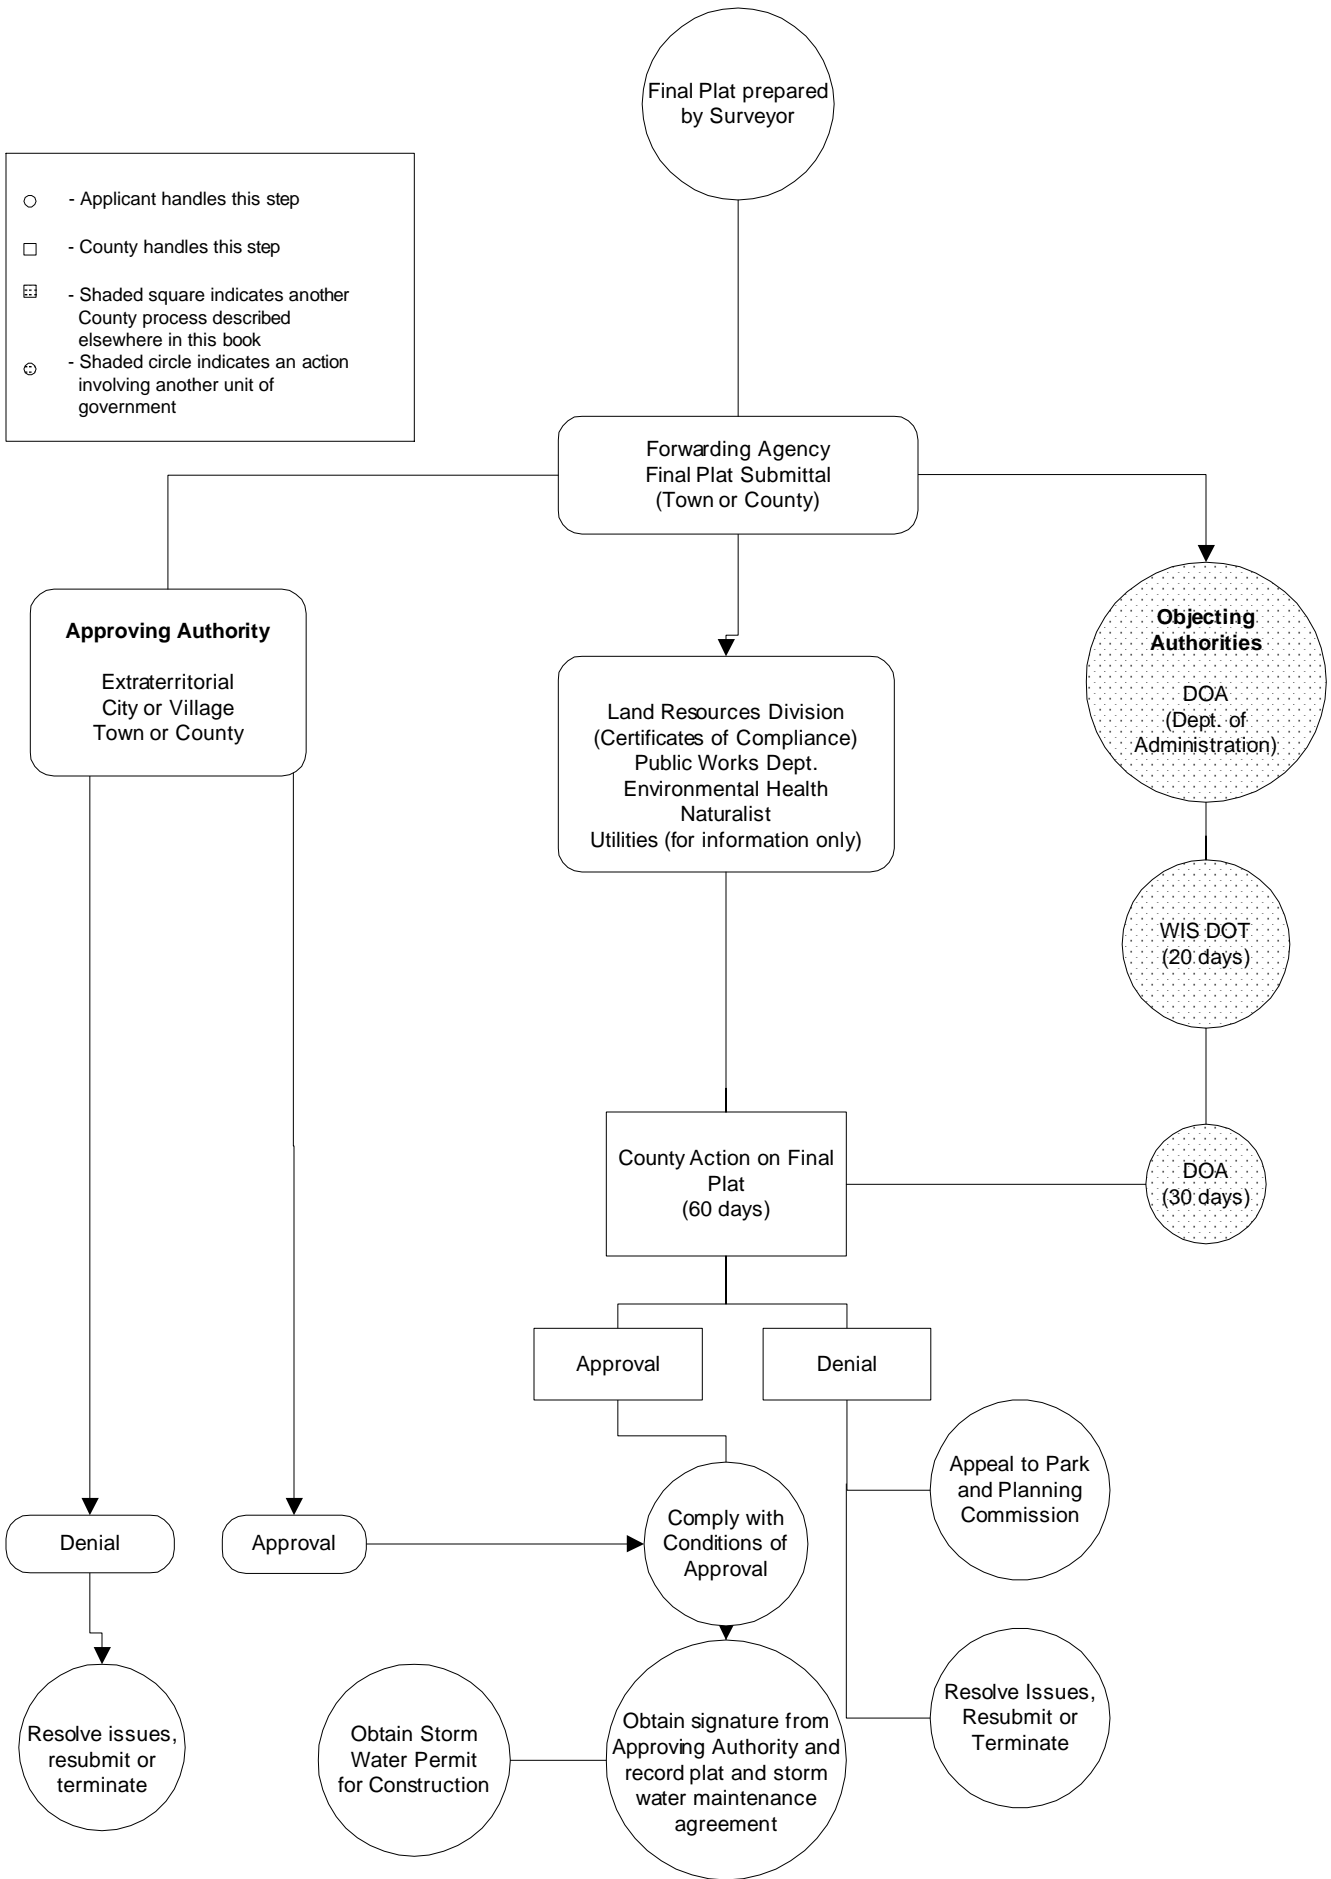 Final Plat prepared
by Surveyor
- Applicant handles this step
- County handles this step
- Shaded square indicates another
County process described
elsewhere in this book
- Shaded circle indicates an action
involving another unit of
government
Forwarding Agency
Final Plat Submittal
(Town or County)
Approving Authority
Extraterritorial
City or Village
Town or County
Land Resources Division
(Certificates of Compliance)
Public Works Dept.
Environmental Health
Naturalist
Utilities (for information only)
Objecting
Authorities
DOA
(Dept. of
Administration)
WIS DOT
(20 days)
County Action on Final
Plat
(60 days)
DOA
(30 days)
Approval
Denial
Appeal to Park
and Planning
Commission
Denial
Approval
Comply with
Conditions of
Approval
Resolve issues,
resubmit or
terminate
Obtain Storm
Water Permit
for Construction
Obtain signature from
Approving Authority and
record plat and storm
water maintenance
agreement
Resolve Issues,
Resubmit or
Terminate